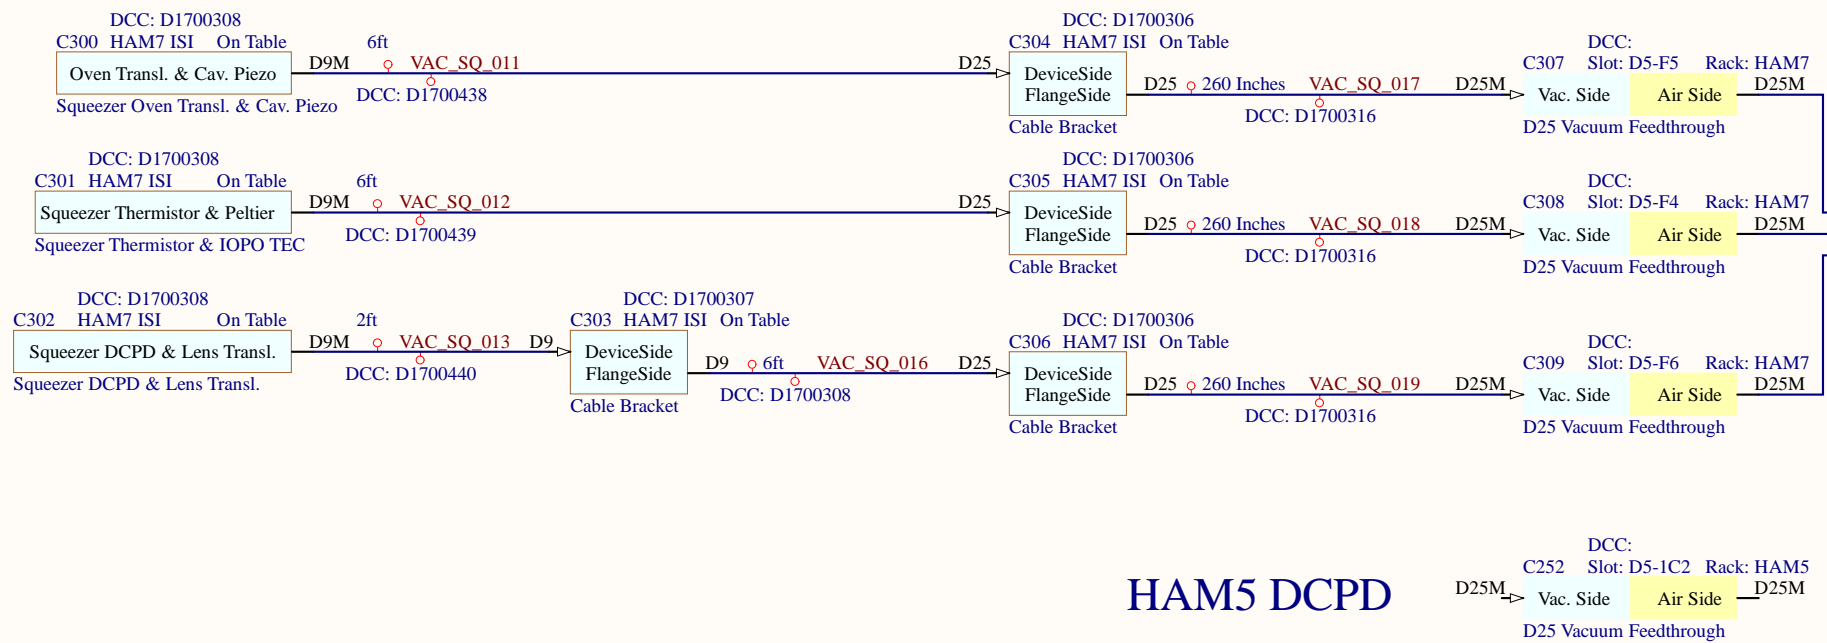 DCC: D1700308
C300 HAM7 ISI On Table
Oven Transl. & Cav. Piezo
Squeezer Oven Transl. & Cav. Piezo
D9M 6ft VAC_SQ_011 D25
DCC: D1700438
DCC: D1700306
C304 HAM7 ISI On Table
DeviceSide
FlangeSide
Cable Bracket
D25 260 Inches VAC_SQ_017 D25M
DCC: D1700316
DCC:
C307 Slot: D5-F5 Rack: HAM7
Vac. Side Air Side D25M
D25 Vacuum Feedthrough
DCC: D1700308
C301 HAM7 ISI On Table
Squeezer Thermistor & Peltier
Squeezer Thermistor & IOPO TEC
D9M 6ft VAC_SQ_012 D25
DCC: D1700439
DCC: D1700306
C305 HAM7 ISI On Table
DeviceSide
FlangeSide
Cable Bracket
D25 260 Inches VAC_SQ_018 D25M
DCC: D1700316
DCC:
C308 Slot: D5-F4 Rack: HAM7
Vac. Side Air Side D25M
D25 Vacuum Feedthrough
DCC: D1700308
C302 HAM7 ISI On Table
Squeezer DCPD & Lens Transl.
Squeezer DCPD & Lens Transl.
D9M 2ft VAC_SQ_013 D9
DCC: D1700440
DCC: D1700307
C303 HAM7 ISI On Table
DeviceSide
FlangeSide
Cable Bracket
D9 6ft VAC_SQ_016 D25
DCC: D1700308
DCC: D1700306
C306 HAM7 ISI On Table
DeviceSide
FlangeSide
Cable Bracket
D25 260 Inches VAC_SQ_019 D25M
DCC: D1700316
DCC:
C309 Slot: D5-F6 Rack: HAM7
Vac. Side Air Side D25M
D25 Vacuum Feedthrough
HAM5 DCPD
DCC:
C252 Slot: D5-1C2 Rack: HAM5
D25M Vac. Side Air Side D25M
D25 Vacuum Feedthrough